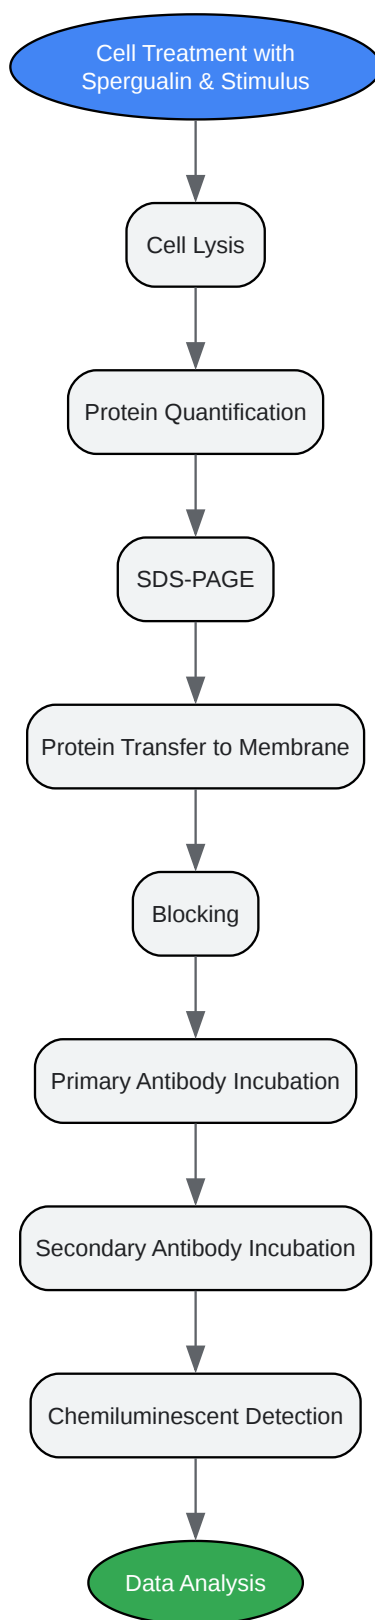 Cell Treatment with
Spergualin & Stimulus
Cell Lysis
Protein Quantification
SDS-PAGE
Protein Transfer to Membrane
Blocking
Primary Antibody Incubation
Secondary Antibody Incubation
Chemiluminescent Detection
Data Analysis